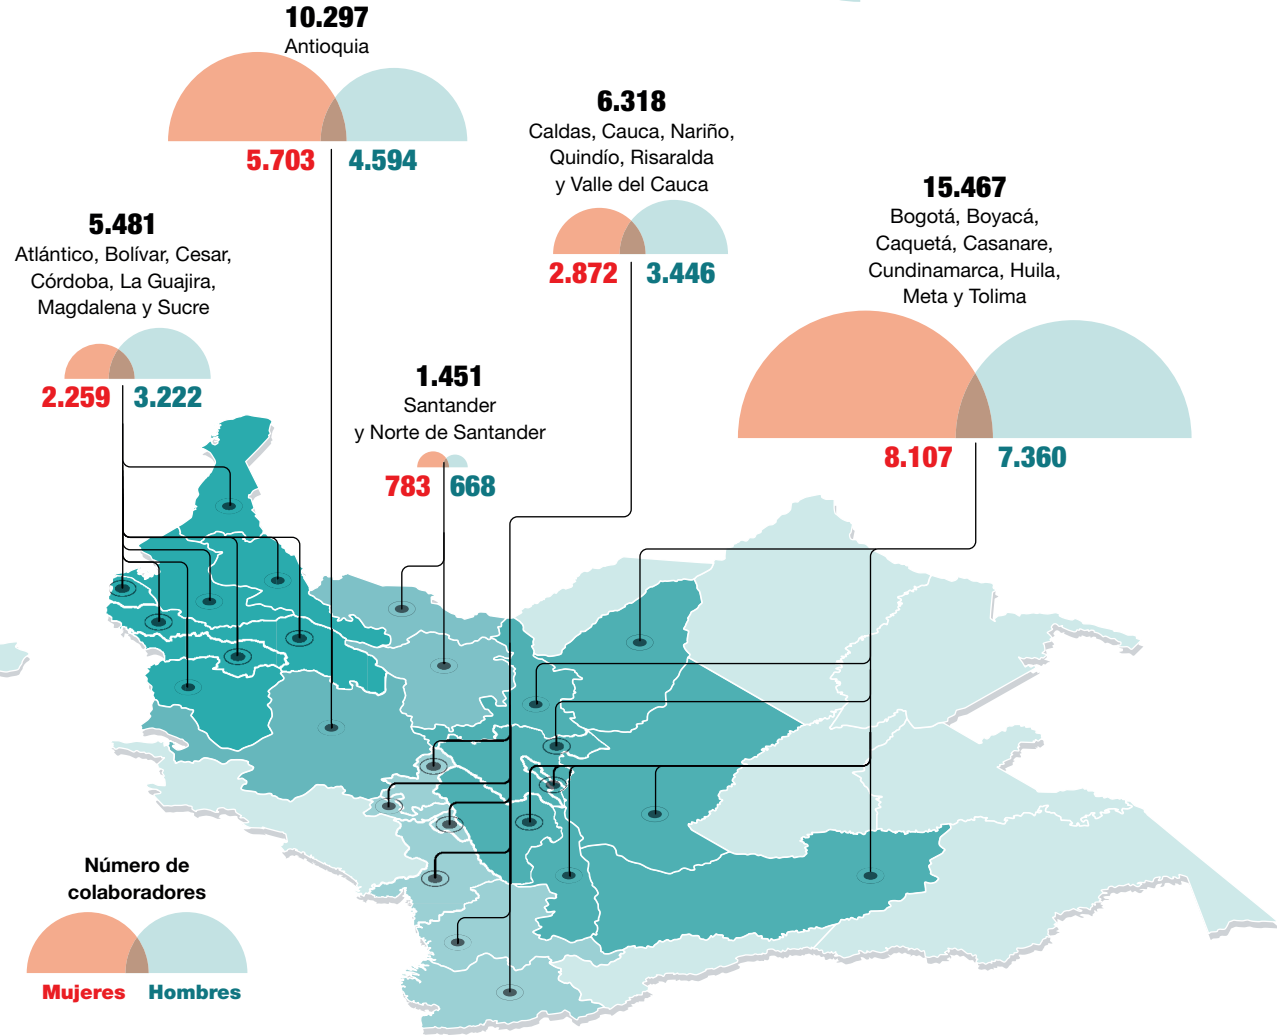 10.297
Antioquia
5.703 4.594
6.318
Caldas, Cauca, Nariño,
Quindío, Risaralda
y Valle del Cauca
2.872 3.446
15.467
Bogotá, Boyacá,
Caquetá, Casanare,
Cundinamarca, Huila,
Meta y Tolima
8.107 7.360
5.481
Atlántico, Bolívar, Cesar,
Córdoba, La Guajira,
Magdalena y Sucre
2.259 3.222
1.451
Santander
y Norte de Santander
783 668
Número de
colaboradores
Mujeres Hombres